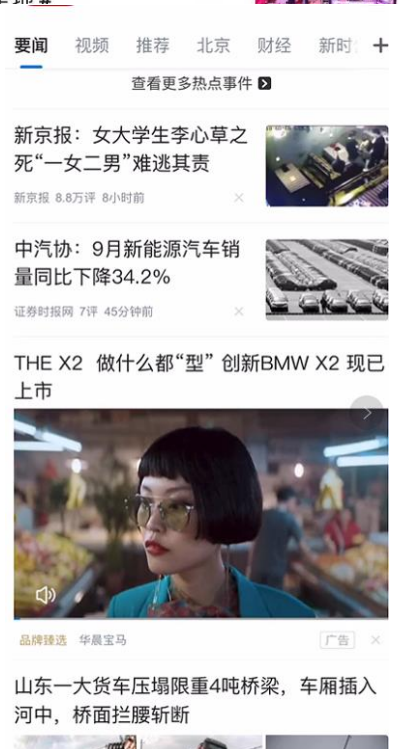 要闻 视频 推荐 北京 财经 新时
查看更多热点事件
新京报：女大学生李心草之
死“一女二男”难逃其责
新京报 8.8万评 8小时前
中汽协：9月新能源汽车销
量同比下降34.2%
证券时报网 7评 45分钟前
THE X2 做什么都“型” 创新BMW X2 现已
上市
品牌臻选 华晨宝马 广告
山东一大货车压塌限重4吨桥梁，车厢插入
河中，桥面拦腰斩断